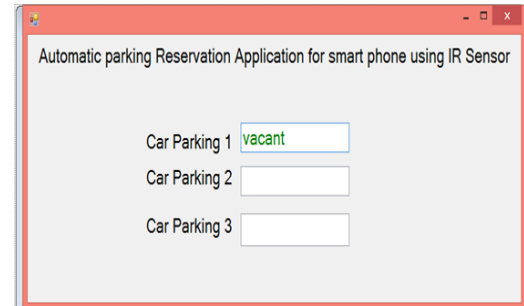 Automatic parking Reservation Application for smart phone using IR Sensor
Car Parking 1 vacant
Car Parking 2
Car Parking 3